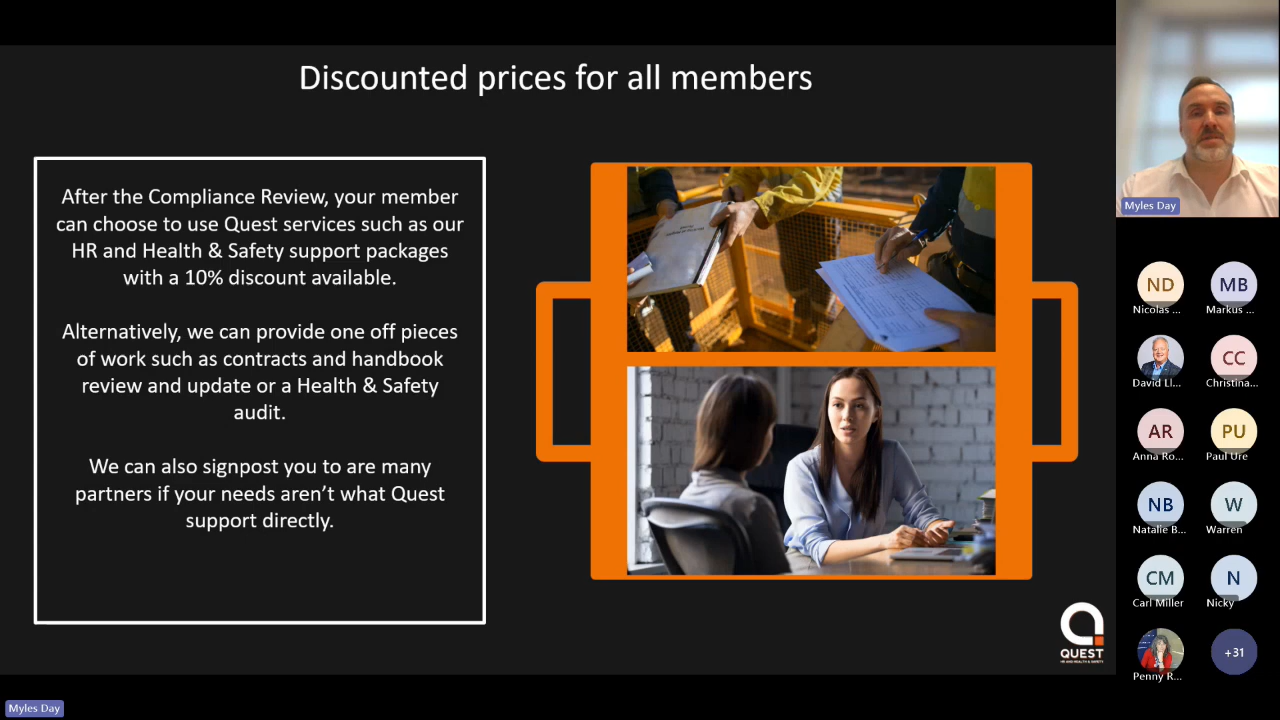 Discounted prices for all members
After the Compliance Review, your member
can choose to use Quest services such as our
HR and Health & Safety support packages
with a 10% discount available.
Alternatively, we can provide one off pieces
of work such as contracts and handbook
review and update or a Health & Safety
audit.
We can also signpost you to are many
partners if your needs aren’t what Quest
support directly.
QUEST
HR AND HEALTH & SAFETY
Myles Day
ND
Nicolas ...
MB
Markus ...
David Ll...
CC
Christina...
AR
Anna Ro...
PU
Paul Ure
NB
Natalie B...
W
Warren
CM
Carl Miller
N
Nicky
Penny R...
+31
Myles Day